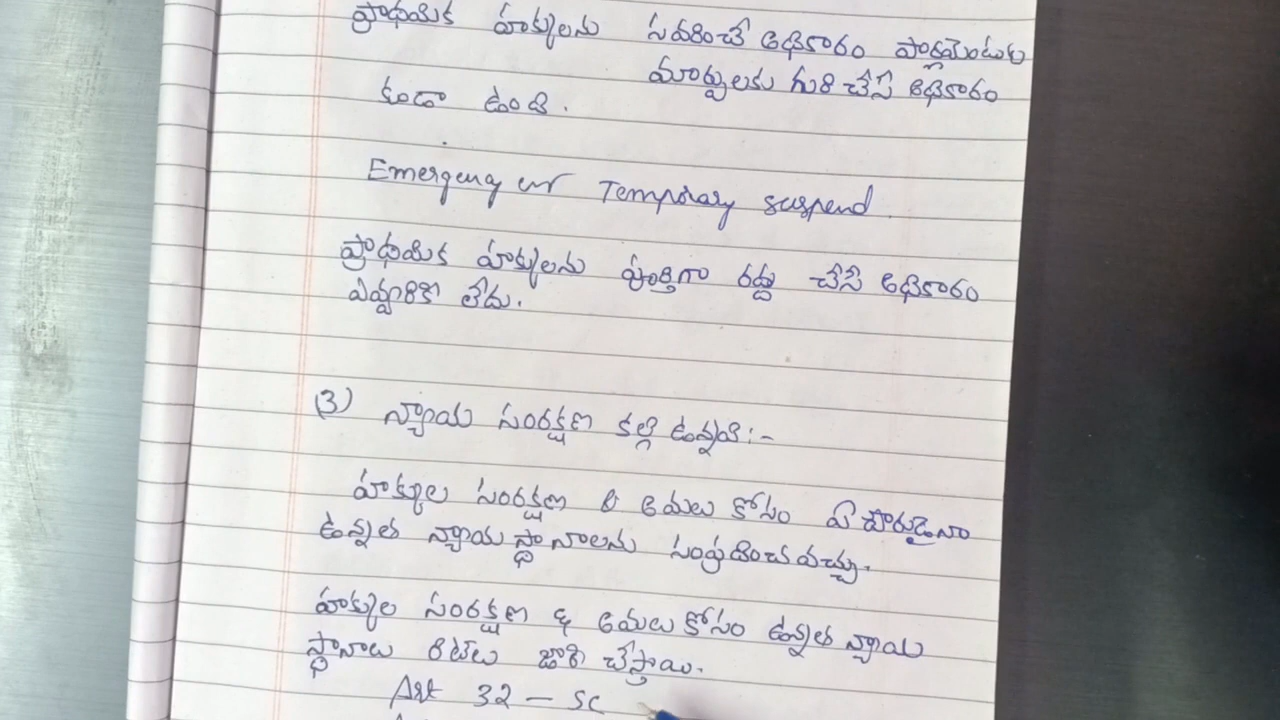 ప్రాథమిక హక్కులను సవరించే అధికారం పార్లమెంటుకు
మార్పులకు గురి చేసే అధికారం
కూడా ఉంది.
Emergency లో Temporary suspend
ప్రాథమిక హక్కులను పూర్తిగా రద్దు చేసే అధికారం
ఎవ్వరికి లేదు.
(3) న్యాయ సంరక్షణ కల్గి ఉన్నవి :-
హక్కుల సంరక్షణ & అమలు కోసం ఏ పౌరుడైనా
ఉన్నత న్యాయ స్థానాలను సంప్రదించవచ్చు.
హక్కుల సంరక్షణ & అమలు కోసం ఉన్నత న్యాయ
స్థానాలు రిట్‌లు జారీ చేస్తాయి.
Art 32 - SC